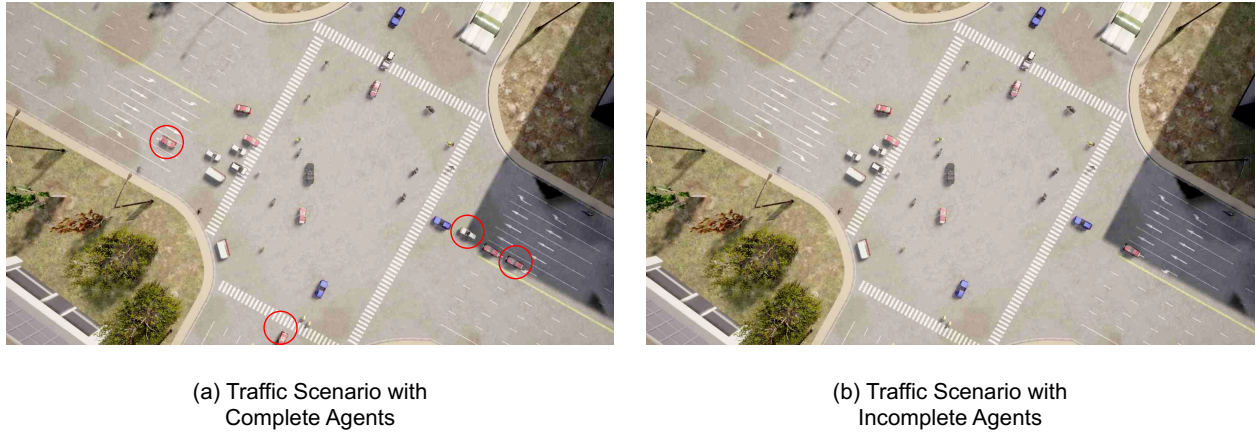 (a) Traffic Scenario with
Complete Agents
(b) Traffic Scenario with
Incomplete Agents